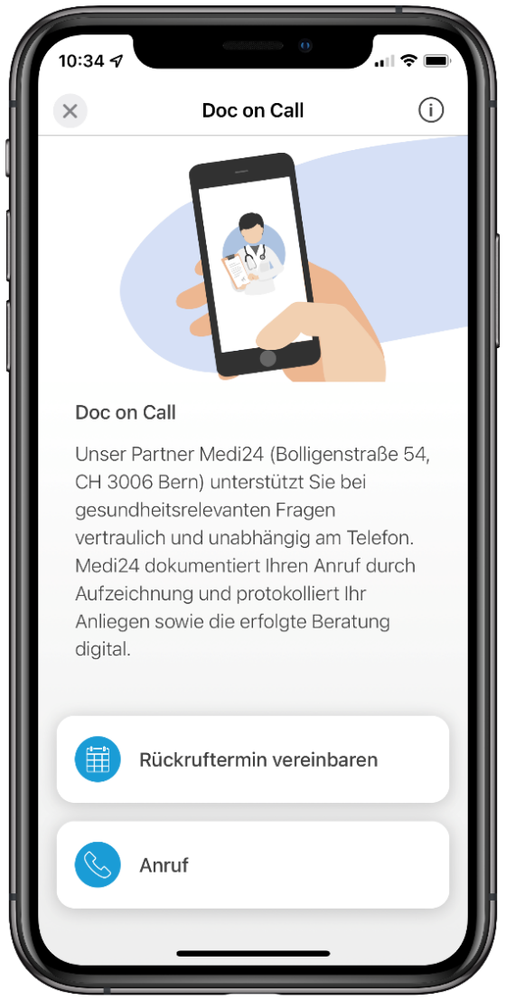 10:34
Doc on Call
Doc on Call
Unser Partner Medi24 (Bolligenstraße 54,
CH 3006 Bern) unterstützt Sie bei
gesundheitsrelevanten Fragen
vertraulich und unabhängig am Telefon.
Medi24 dokumentiert Ihren Anruf durch
Aufzeichnung und protokolliert Ihr
Anliegen sowie die erfolgte Beratung
digital.
Rückruftermin vereinbaren
Anruf